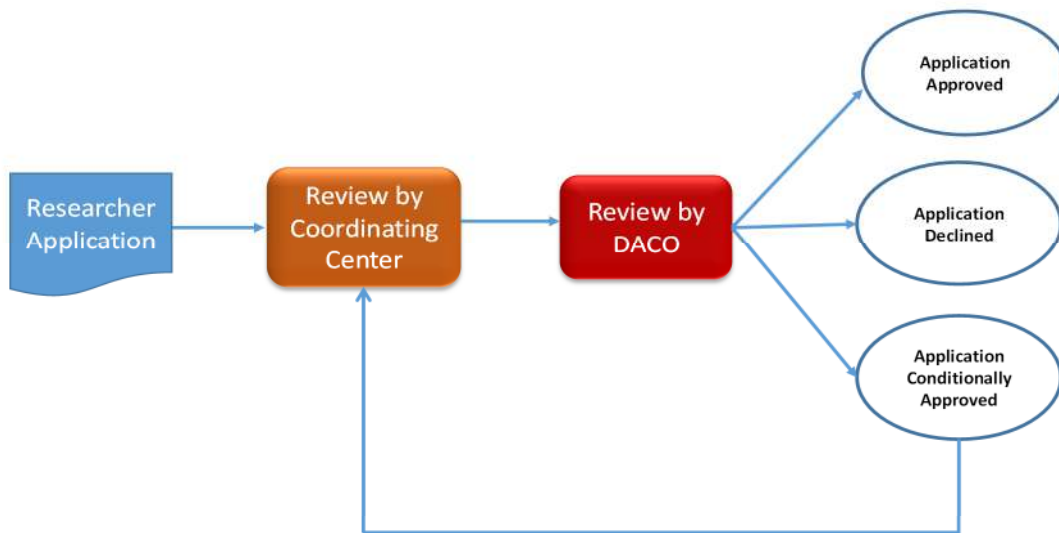 Researcher
Application
Review by
Coordinating
Center
Review by
DACO
Application
Approved
Application
Declined
Application
Conditionally
Approved